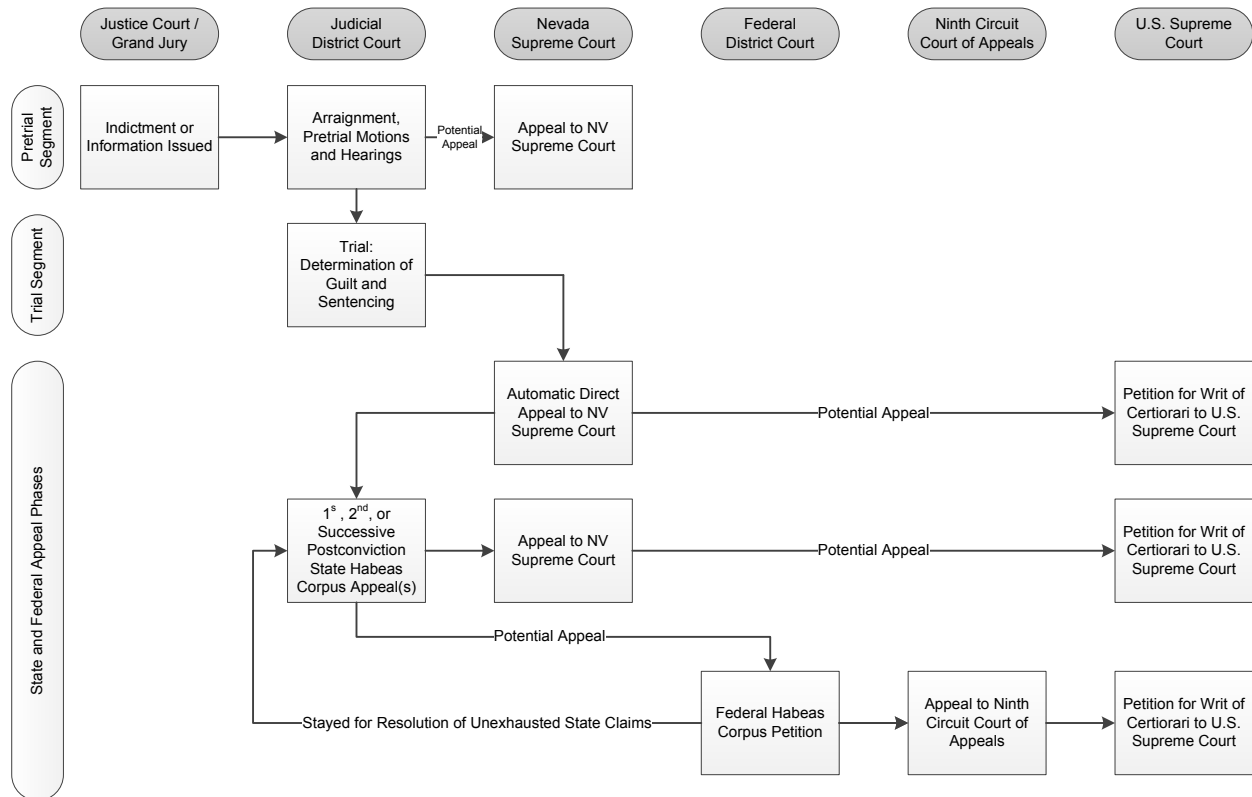 Justice Court /
Grand Jury
Judicial
District Court
Nevada
Supreme Court
Federal
District Court
Ninth Circuit
Court of Appeals
U.S. Supreme
Court
Pretrial
Segment
Indictment or
Information Issued
Arraignment,
Pretrial Motions
and Hearings
Potential
Appeal
Appeal to NV
Supreme Court
Trial Segment
Trial:
Determination of
Guilt and
Sentencing
State and Federal Appeal Phases
Automatic Direct
Appeal to NV
Supreme Court
Potential Appeal
Petition for Writ of
Certiorari to U.S.
Supreme Court
1s , 2nd, or
Successive
Postconviction
State Habeas
Corpus Appeal(s)
Appeal to NV
Supreme Court
Potential Appeal
Petition for Writ of
Certiorari to U.S.
Supreme Court
Potential Appeal
Stayed for Resolution of Unexhausted State Claims
Federal Habeas
Corpus Petition
Appeal to Ninth
Circuit Court of
Appeals
Petition for Writ of
Certiorari to U.S.
Supreme Court